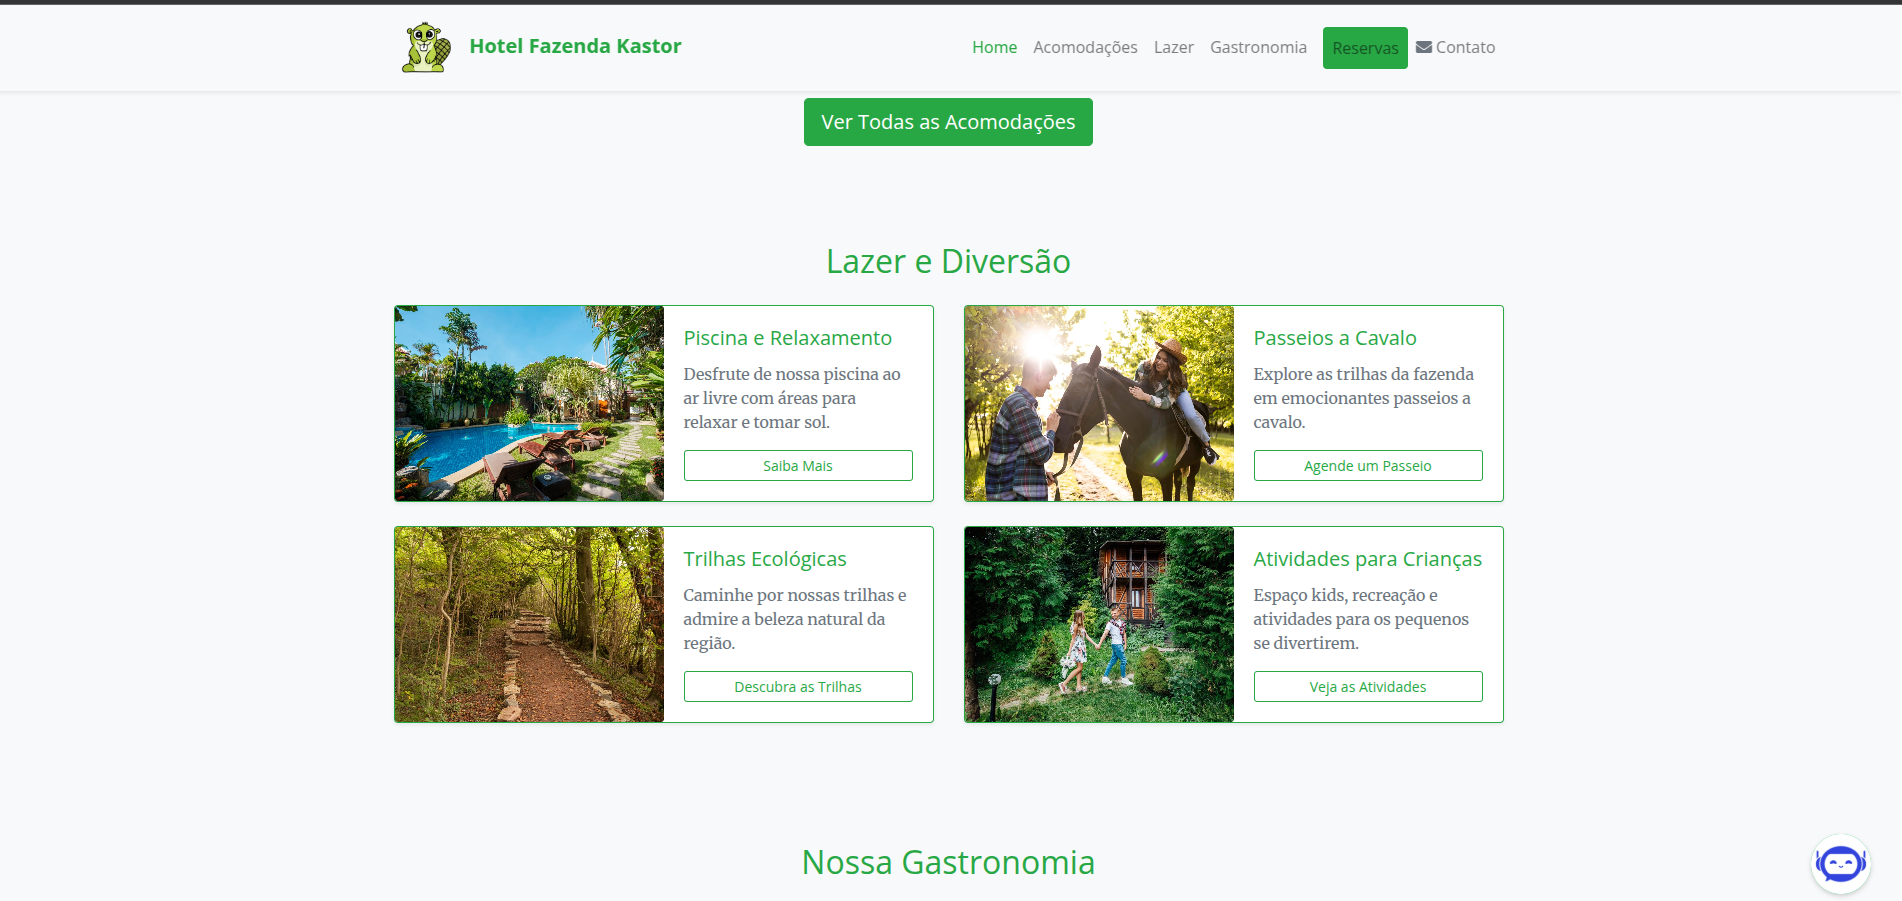 Hotel Fazenda Kastor
Home Acomodações Lazer Gastronomia Reservas Contato
Ver Todas as Acomodações
Lazer e Diversão
Piscina e Relaxamento
Desfrute de nossa piscina ao
ar livre com áreas para
relaxar e tomar sol.
Saiba Mais
Passeios a Cavalo
Explore as trilhas da fazenda
em emocionantes passeios a
cavalo.
Agende um Passeio
Trilhas Ecológicas
Caminhe por nossas trilhas e
admire a beleza natural da
região.
Descubra as Trilhas
Atividades para Crianças
Espaço kids, recreação e
atividades para os pequenos
se divertirem.
Veja as Atividades
Nossa Gastronomia